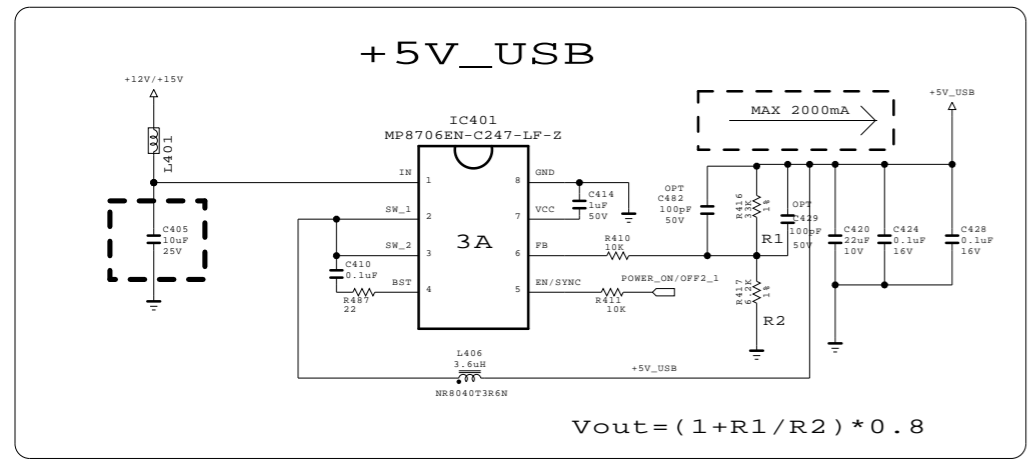 +5V_USB
+12V/+15V
L401
C405
10uF
25V
IC401
MP8706EN-C247-LF-Z
IN
1
SW_1
2
SW_2
3
BST
4
3A
8
GND
7
VCC
6
FB
5
EN/SYNC
C410
0.1uF
R487
22
C414
1uF
50V
R410
10K
R411
10K
POWER_ON/OFF2_1
OPT
C482
100pF
50V
R416
33K
1%
R1
OPT
C429
100pF
50V
R417
6.2K
1%
R2
MAX 2000mA
+5V_USB
C420
22uF
10V
C424
0.1uF
16V
C428
0.1uF
16V
L406
3.6uH
NR8040T3R6N
+5V_USB
Vout=(1+R1/R2)*0.8